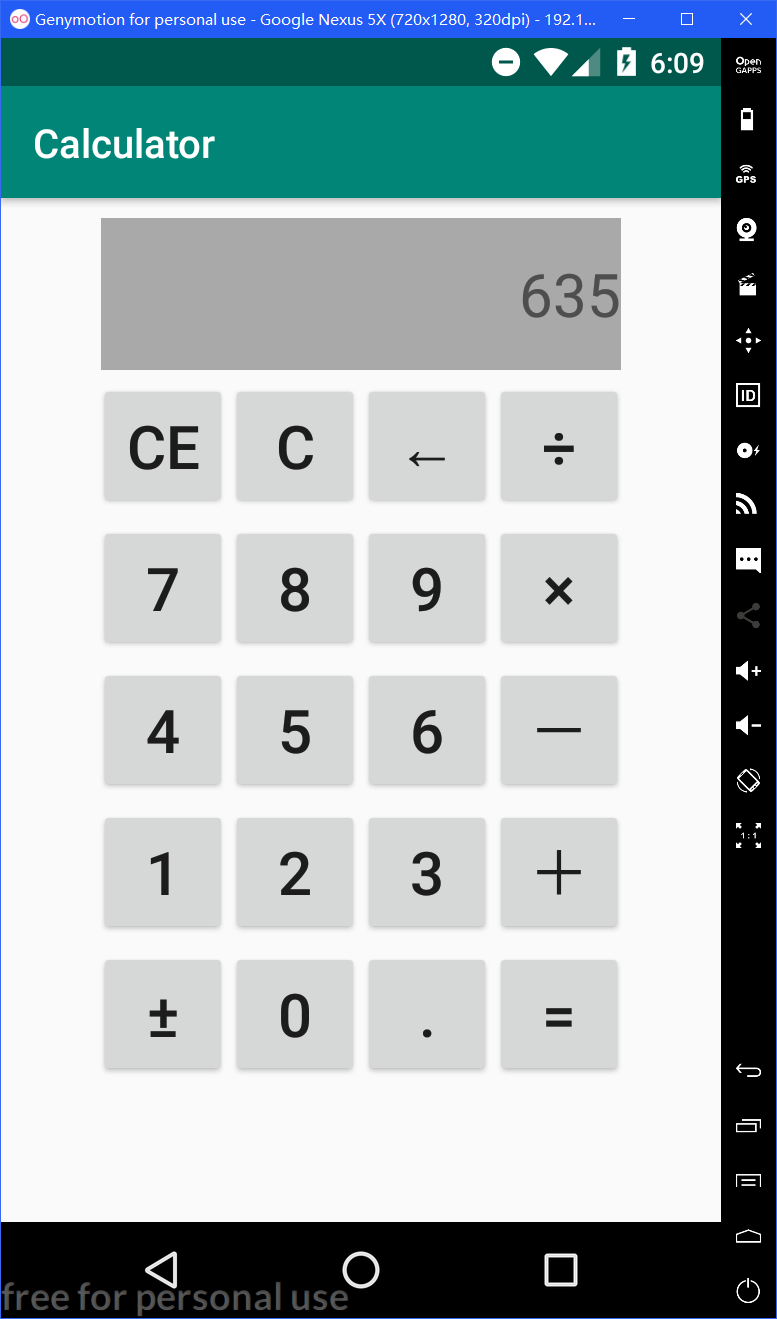 Genymotion for personal use - Google Nexus 5X (720x1280, 320dpi) - 192.1...
6:09
Open
GAPPS
Calculator
GPS
635
ID
CE C ← ÷
7 8 9 ×
4 5 6 —
1 2 3 +
1:1
± 0 . =
free for personal use